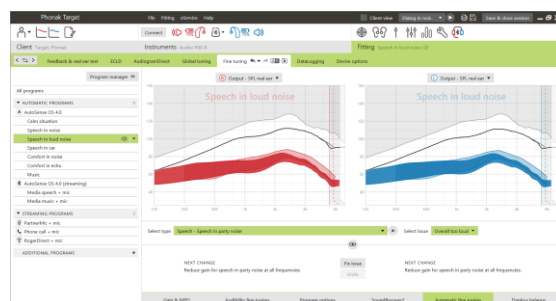 Phonak Target
File Fitting eService Help
Client view
Save & close session
Connect
Client Target, Phonak
Instruments
Fitting Speech in loud noise
Feedback & real ear test
ECLD
AudiogramDirect
Global tuning
Fine tuning
DataLogging
Device options
Program manager
Output - SPL real ear
Output - SPL real ear
All programs
AUTOMATIC PROGRAMS
AutoSense OS 4.0
Calm situation
Speech in noise
Speech in loud noise
Speech in car
Comfort in noise
Comfort in echo
Music
AutoSense OS 4.0 (streaming)
Media speech + mic
Media music + mic
STREAMING PROGRAMS
PartnerMic + mic
Phone call + mic
RogerDirect + mic
ADDITIONAL PROGRAMS
Speech in loud noise
Speech in loud noise
Select type Speech - Speech in party noise
Select issue Overall too loud
NEXT CHANGE
Reduce gain for speech in party noise at all frequencies
Fix issue
Undo
NEXT CHANGE
Reduce gain for speech in party noise at all frequencies
Gain & MPO
Audibility fine tuning
Program options
SoundRecover2
Automatic fine tuning
Tinnitus balance